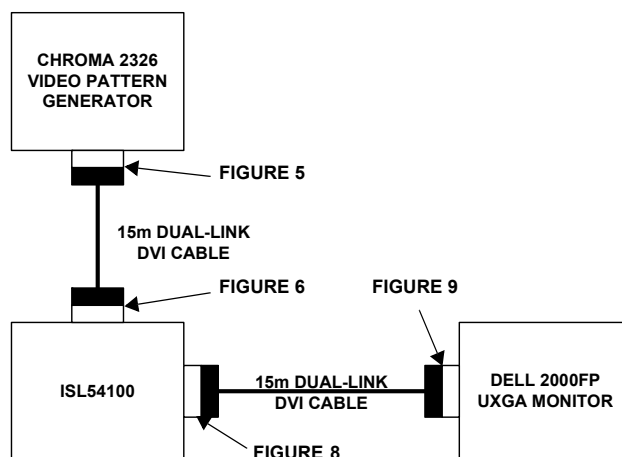 CHROMA 2326
VIDEO PATTERN
GENERATOR
FIGURE 5
15m DUAL-LINK
DVI CABLE
FIGURE 6
FIGURE 9
ISL54100
15m DUAL-LINK
DVI CABLE
DELL 2000FP
UXGA MONITOR
FIGURE 8